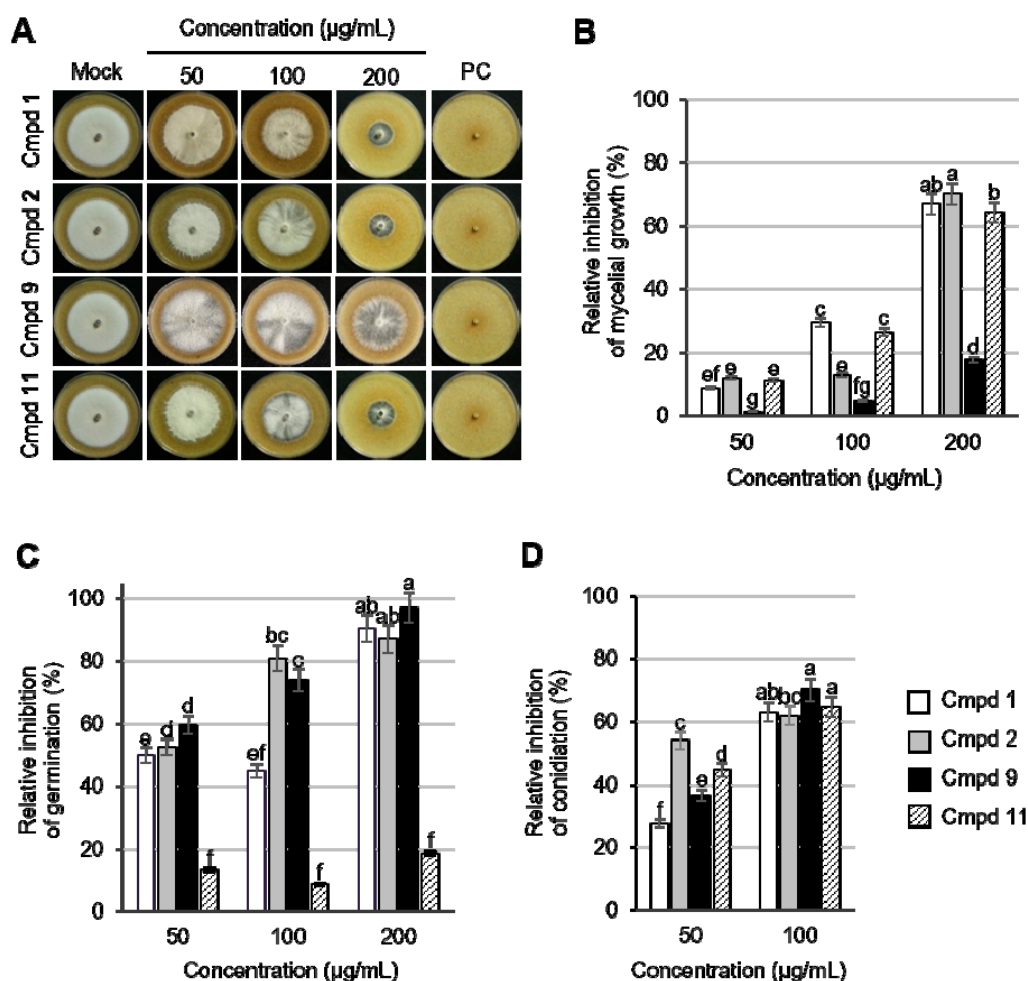 A
Concentration (µg/mL)
Mock 50 100 200 PC
Cmpd 1
Cmpd 2
Cmpd 9
Cmpd 11
B
Relative inhibition
of mycelial growth (%)
100
80
60
40
20
0
ef e g e
c e fg c
ab a d b
50 100 200
Concentration (µg/mL)
C
Relative inhibition
of germination (%)
100
80
60
40
20
0
e d d f
ef bc c f
ab ab a f
50 100 200
Concentration (µg/mL)
D
Relative inhibition
of conidiation (%)
100
80
60
40
20
0
f c e d
ab bc a a
50 100
Concentration (µg/mL)
Cmpd 1
Cmpd 2
Cmpd 9
Cmpd 11